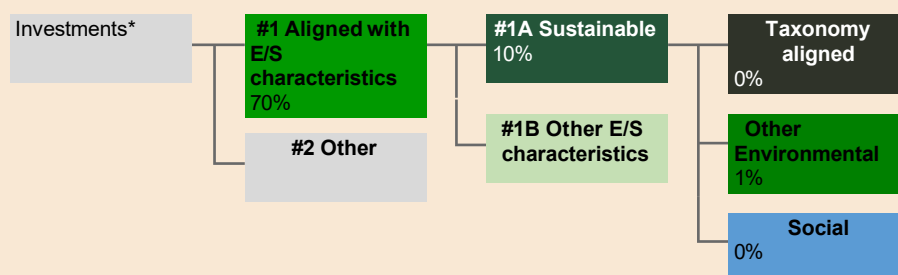 Investments*
#1 Aligned with
E/S
characteristics
70%
#2 Other
#1A Sustainable
10%
#1B Other E/S
characteristics
Taxonomy
aligned
0%
Other
Environmental
1%
Social
0%